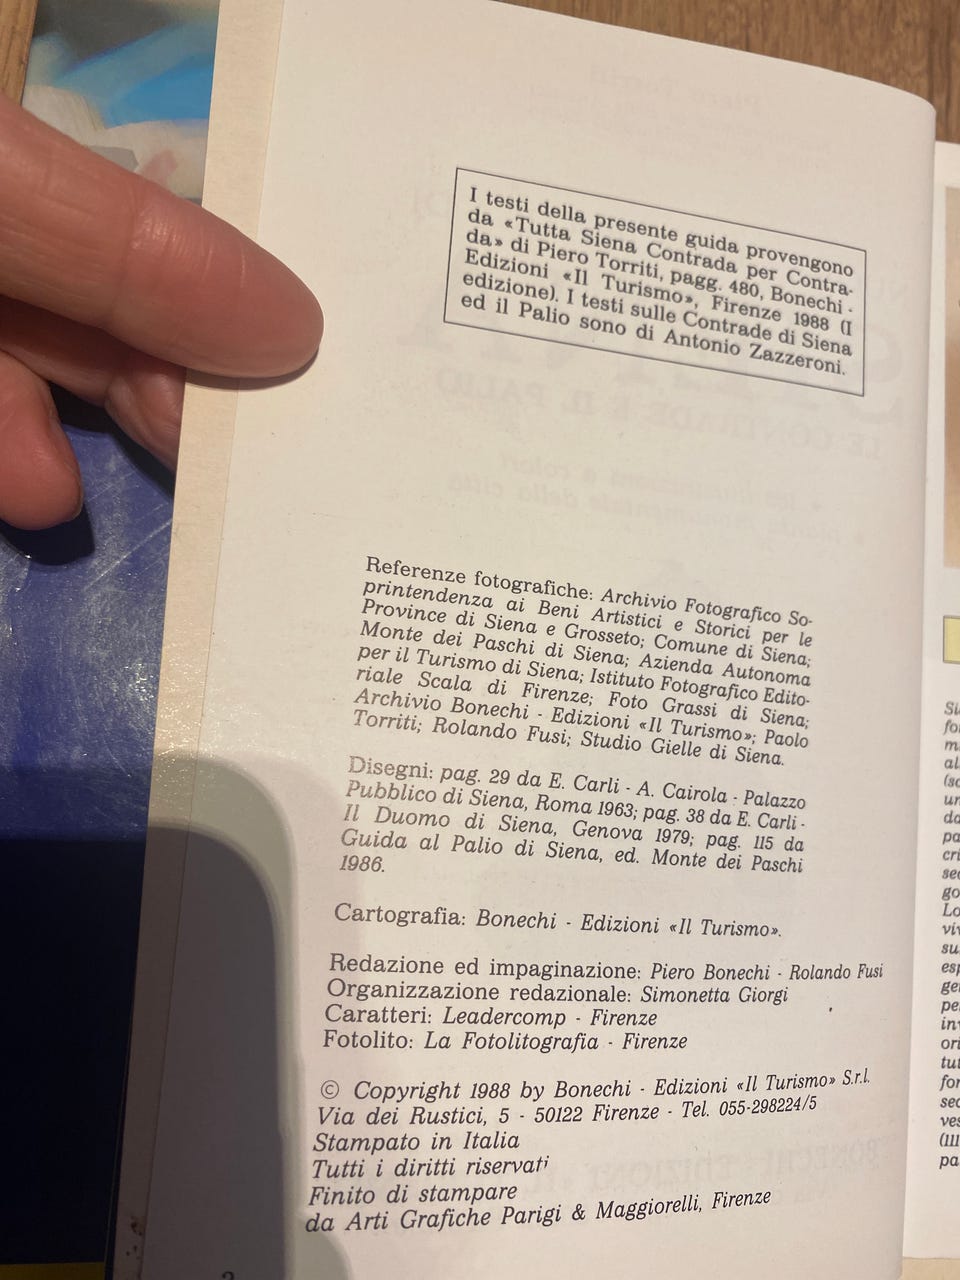 I testi della presente guida provengono
da «Tutta Siena Contrada per Contra-
da» di Piero Torriti, pagg. 480, Bonechi -
Edizioni «Il Turismo», Firenze 1988 (I
edizione). I testi sulle Contrade di Siena
ed il Palio sono di Antonio Zazzeroni.
Referenze fotografiche: Archivio Fotografico So-
printendenza ai Beni Artistici e Storici per le
Province di Siena e Grosseto; Comune di Siena;
Monte dei Paschi di Siena; Azienda Autonoma
per il Turismo di Siena; Istituto Fotografico Edito-
riale Scala di Firenze; Foto Grassi di Siena;
Archivio Bonechi - Edizioni «Il Turismo»; Paolo
Torriti; Rolando Fusi; Studio Gielle di Siena.
Disegni: pag. 29 da E. Carli - A. Cairola - Palazzo
Pubblico di Siena, Roma 1963; pag. 38 da E. Carli -
Il Duomo di Siena, Genova 1979; pag. 115 da
Guida al Palio di Siena, ed. Monte dei Paschi
1986.
Cartografia: Bonechi - Edizioni «Il Turismo».
Redazione ed impaginazione: Piero Bonechi - Rolando Fusi
Organizzazione redazionale: Simonetta Giorgi
Caratteri: Leadercomp - Firenze
Fotolito: La Fotolitografia - Firenze
© Copyright 1988 by Bonechi - Edizioni «Il Turismo» S.r.l.
Via dei Rustici, 5 - 50122 Firenze - Tel. 055-298224/5
Stampato in Italia
Tutti i diritti riservati
Finito di stampare
da Arti Grafiche Parigi & Maggiorelli, Firenze